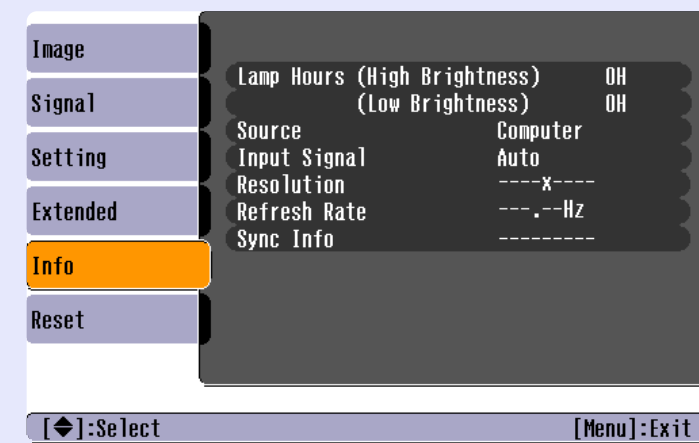 Image
Signal
Setting
Extended
Info
Reset
Lamp Hours (High Brightness) 0H
(Low Brightness) 0H
Source Computer
Input Signal Auto
Resolution ----x----
Refresh Rate ---.--Hz
Sync Info ---------
[◆]:Select [Menu]:Exit